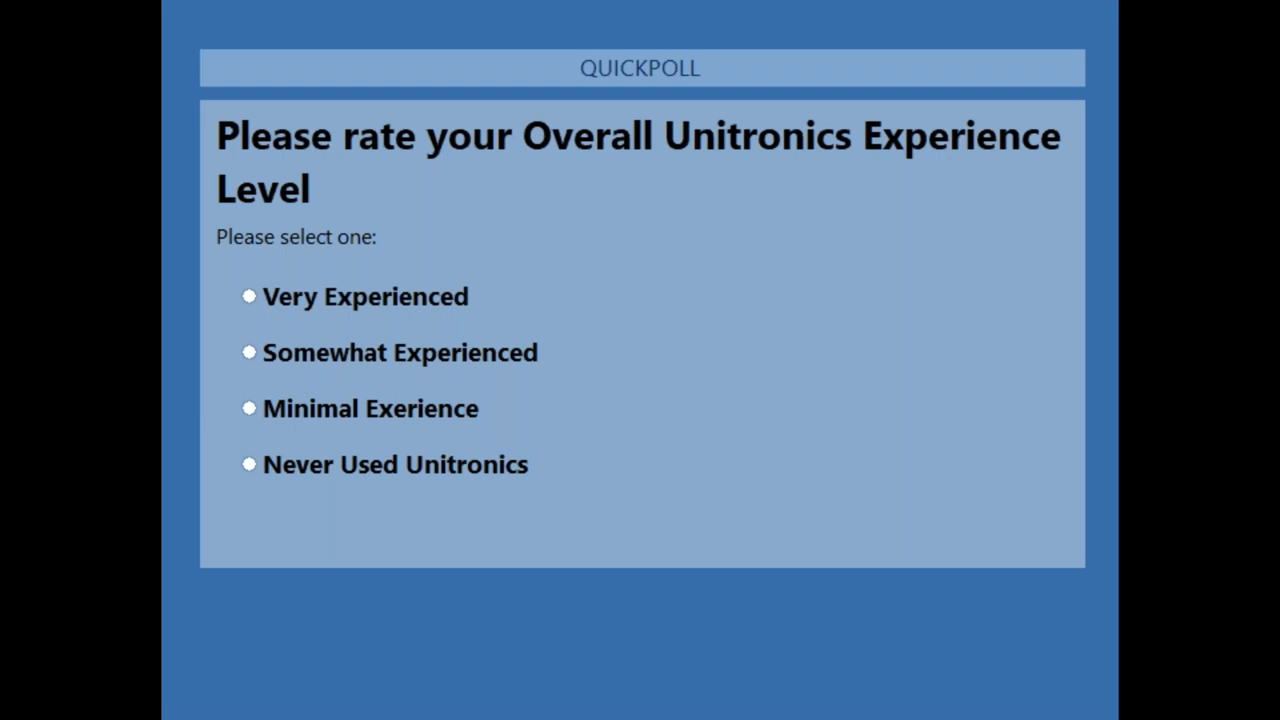 QUICKPOLL
Please rate your Overall Unitronics Experience
Level
Please select one:
Very Experienced
Somewhat Experienced
Minimal Exerience
Never Used Unitronics